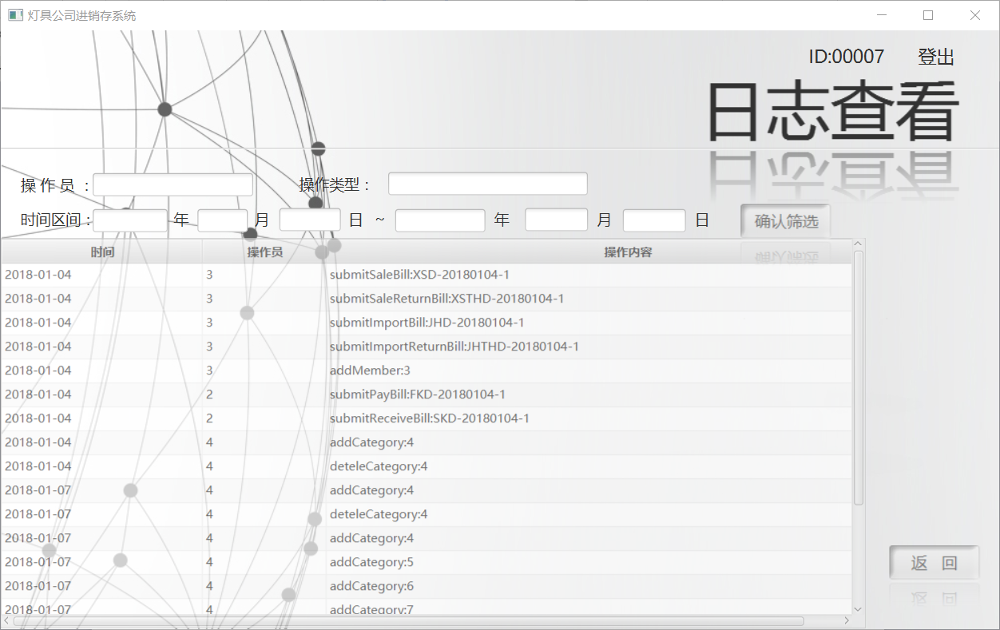 灯具公司进销存系统
ID:00007 登出
日志查看
操 作 员 ： 操作类型：
时间区间： 年 月 日 ~ 年 月 日 确认筛选
时间 操作员 操作内容
2018-01-04 3 submitSaleBill:XSD-20180104-1
2018-01-04 3 submitSaleReturnBill:XSTHD-20180104-1
2018-01-04 3 submitImportBill:JHD-20180104-1
2018-01-04 3 submitImportReturnBill:JHTHD-20180104-1
2018-01-04 3 addMember:3
2018-01-04 2 submitPayBill:FKD-20180104-1
2018-01-04 2 submitReceiveBill:SKD-20180104-1
2018-01-04 4 addCategory:4
2018-01-04 4 deteleCategory:4
2018-01-07 4 addCategory:4
2018-01-07 4 deteleCategory:4
2018-01-07 4 addCategory:4
2018-01-07 4 addCategory:5
2018-01-07 4 addCategory:6
2018-01-07 4 addCategory:7
返 回